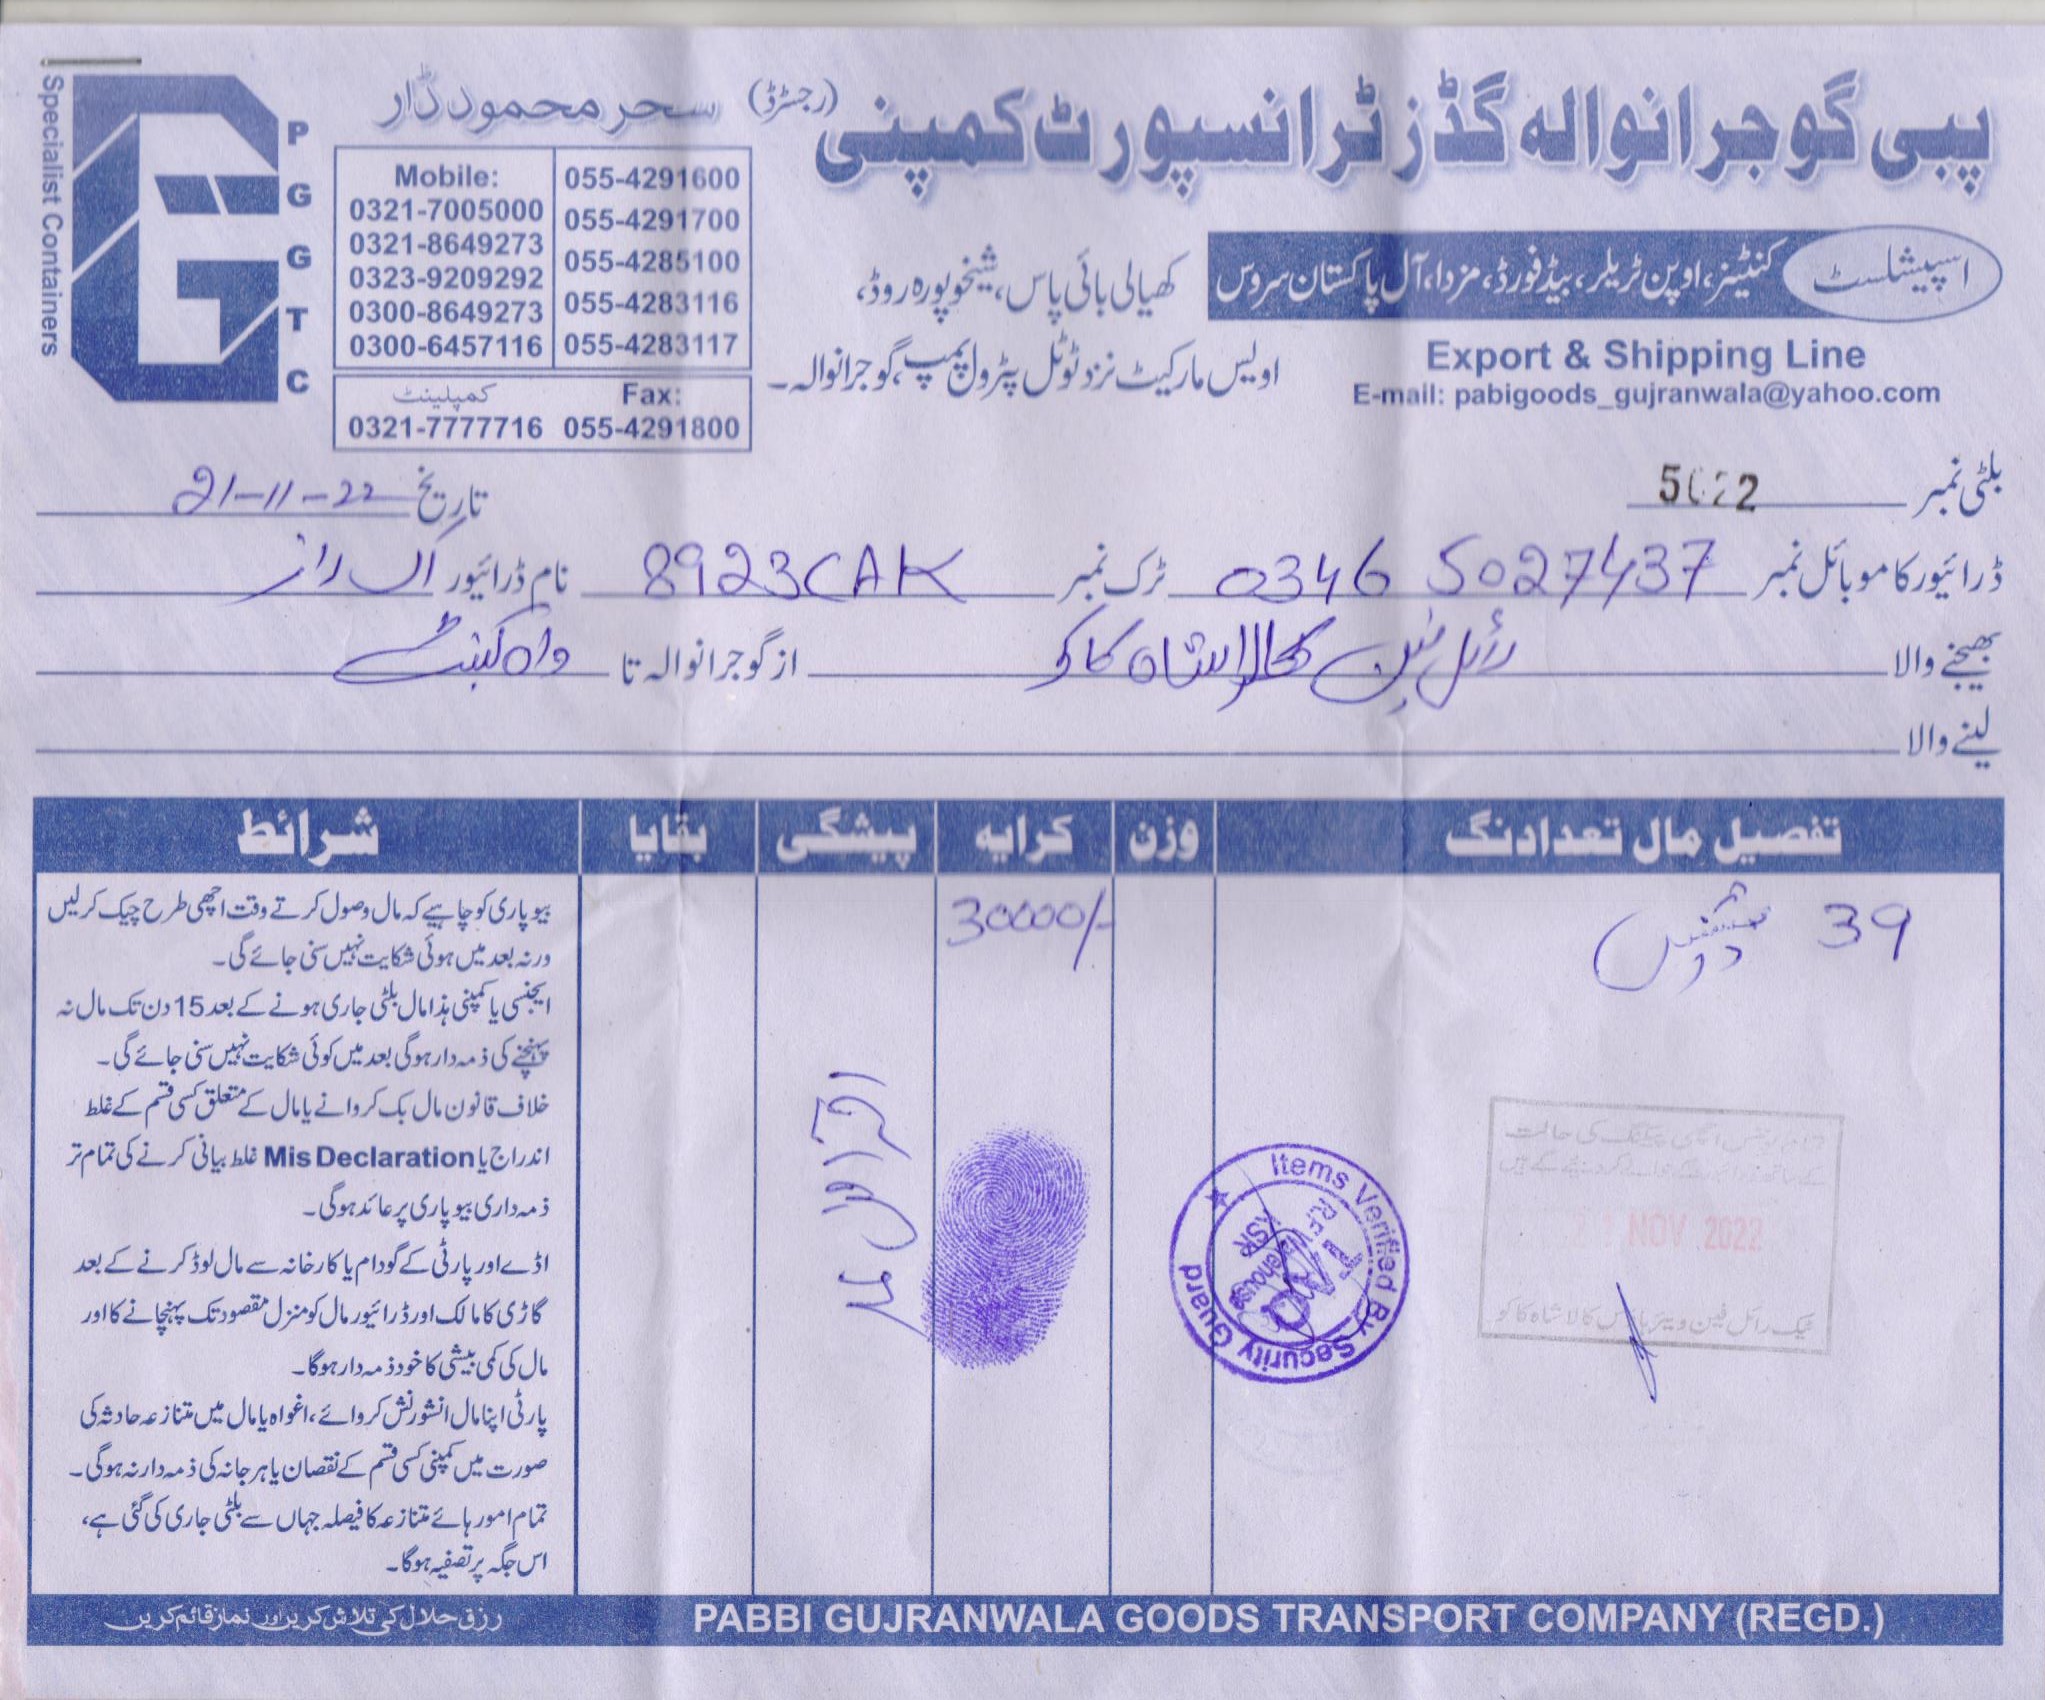 پبی گوجرانوالہ گڈز ٹرانسپورٹ کمپنی (رجسٹرڈ)
سحر محمود ڈار
Specialist Containers
P G G T C
Mobile:
0321-7005000
0321-8649273
0323-9209292
0300-8649273
0300-6457116
055-4291600
055-4291700
055-4285100
055-4283116
055-4283117
کمپلینٹ
0321-7777716
Fax:
055-4291800
اسپیشلسٹ
کنٹینر، اوپن ٹریلر، بیڈفورڈ، مزدا، آل پاکستان سروس
کھیالی بائی پاس، شیخوپورہ روڈ،
اویس مارکیٹ نزد ٹوٹل پٹرول پمپ، گوجرانوالہ۔
Export & Shipping Line
E-mail: pabigoods_gujranwala@yahoo.com
بلٹی نمبر
تاریخ 21-11-22
ڈرائیور کا موبائل نمبر 0346 5027437 ٹرک نمبر 8923CAK نام ڈرائیور
بھیجنے والا رائل فین کالا شاہ کاکو از گوجرانوالہ تا واہ کینٹ
لینے والا
تفصیل مال تعداد نگ وزن کرایہ پیشگی بقایا شرائط
39
30000/-
بیوپاری کو چاہیے کہ مال وصول کرتے وقت اچھی طرح چیک کرلیں
ورنہ بعد میں ہوئی شکایت نہیں سنی جائے گی۔
ایجنسی یا کمپنی ہذا مال بلٹی جاری ہونے کے بعد 15 دن تک مال نہ
پہنچنے کی ذمہ دار ہوگی بعد میں کوئی شکایت نہیں سنی جائے گی۔
خلاف قانون مال بک کروانے یا مال کے متعلق کسی قسم کے غلط
اندراج یا Mis Declaration غلط بیانی کرنے کی تمام تر
ذمہ داری بیوپاری پر عائد ہوگی۔
اڈے اور پارٹی کے گودام یا کارخانہ سے مال لوڈ کرنے کے بعد
گاڑی کا مالک اور ڈرائیور مال کو منزل مقصود تک پہنچانے کا اور
مال کی کمی بیشی کا خود ذمہ دار ہوگا۔
پارٹی اپنا مال انشورنش کروائے، اغواہ یا مال میں متنازعہ حادثہ کی
صورت میں کمپنی کسی قسم کے نقصان یا ہرجانہ کی ذمہ دار نہ ہوگی۔
تمام امور ہائے متنازعہ کا فیصلہ جہاں سے بلٹی جاری کی گئی ہے،
اس جگہ پر تصفیہ ہوگا۔
Items Verified By Security Guard
KSK
NOV 2022
رائل فین کالا شاہ کاکو
PABBI GUJRANWALA GOODS TRANSPORT COMPANY (REGD.)
رزق حلال کی تلاش کریں اور نماز قائم کریں